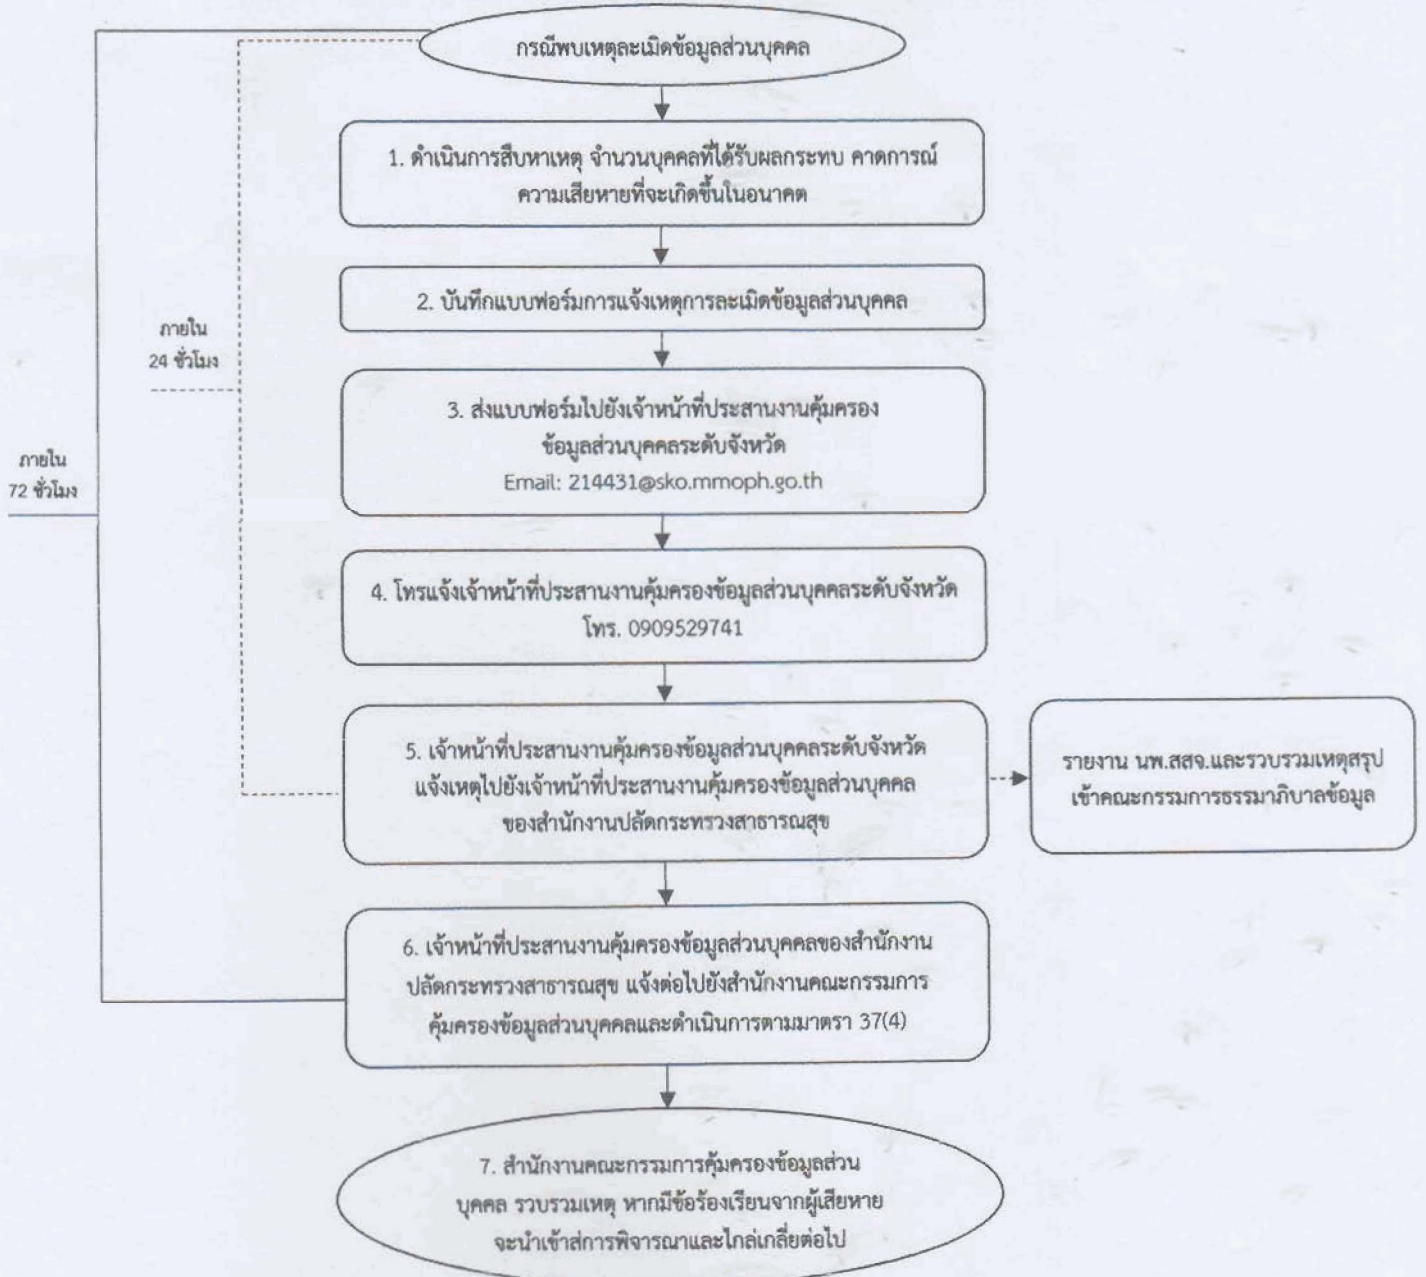 กรณีพบเหตุละเมิดข้อมูลส่วนบุคคล
1. ดำเนินการสืบหาเหตุ จำนวนบุคคลที่ได้รับผลกระทบ คาดการณ์
ความเสียหายที่จะเกิดขึ้นในอนาคต
2. บันทึกแบบฟอร์มการแจ้งเหตุการละเมิดข้อมูลส่วนบุคคล
ภายใน
24 ชั่วโมง
3. ส่งแบบฟอร์มไปยังเจ้าหน้าที่ประสานงานคุ้มครอง
ข้อมูลส่วนบุคคลระดับจังหวัด
Email: 214431@sko.mmoph.go.th
ภายใน
72 ชั่วโมง
4. โทรแจ้งเจ้าหน้าที่ประสานงานคุ้มครองข้อมูลส่วนบุคคลระดับจังหวัด
โทร. 0909529741
5. เจ้าหน้าที่ประสานงานคุ้มครองข้อมูลส่วนบุคคลระดับจังหวัด
แจ้งเหตุไปยังเจ้าหน้าที่ประสานงานคุ้มครองข้อมูลส่วนบุคคล
ของสำนักงานปลัดกระทรวงสาธารณสุข
รายงาน นพ.สสจ.และรวบรวมเหตุสรุป
เข้าคณะกรรมการธรรมาภิบาลข้อมูล
6. เจ้าหน้าที่ประสานงานคุ้มครองข้อมูลส่วนบุคคลของสำนักงาน
ปลัดกระทรวงสาธารณสุข แจ้งต่อไปยังสำนักงานคณะกรรมการ
คุ้มครองข้อมูลส่วนบุคคลและดำเนินการตามมาตรา 37(4)
7. สำนักงานคณะกรรมการคุ้มครองข้อมูลส่วน
บุคคล รวบรวมเหตุ หากมีข้อร้องเรียนจากผู้เสียหาย
จะนำเข้าสู่การพิจารณาและไกล่เกลี่ยต่อไป